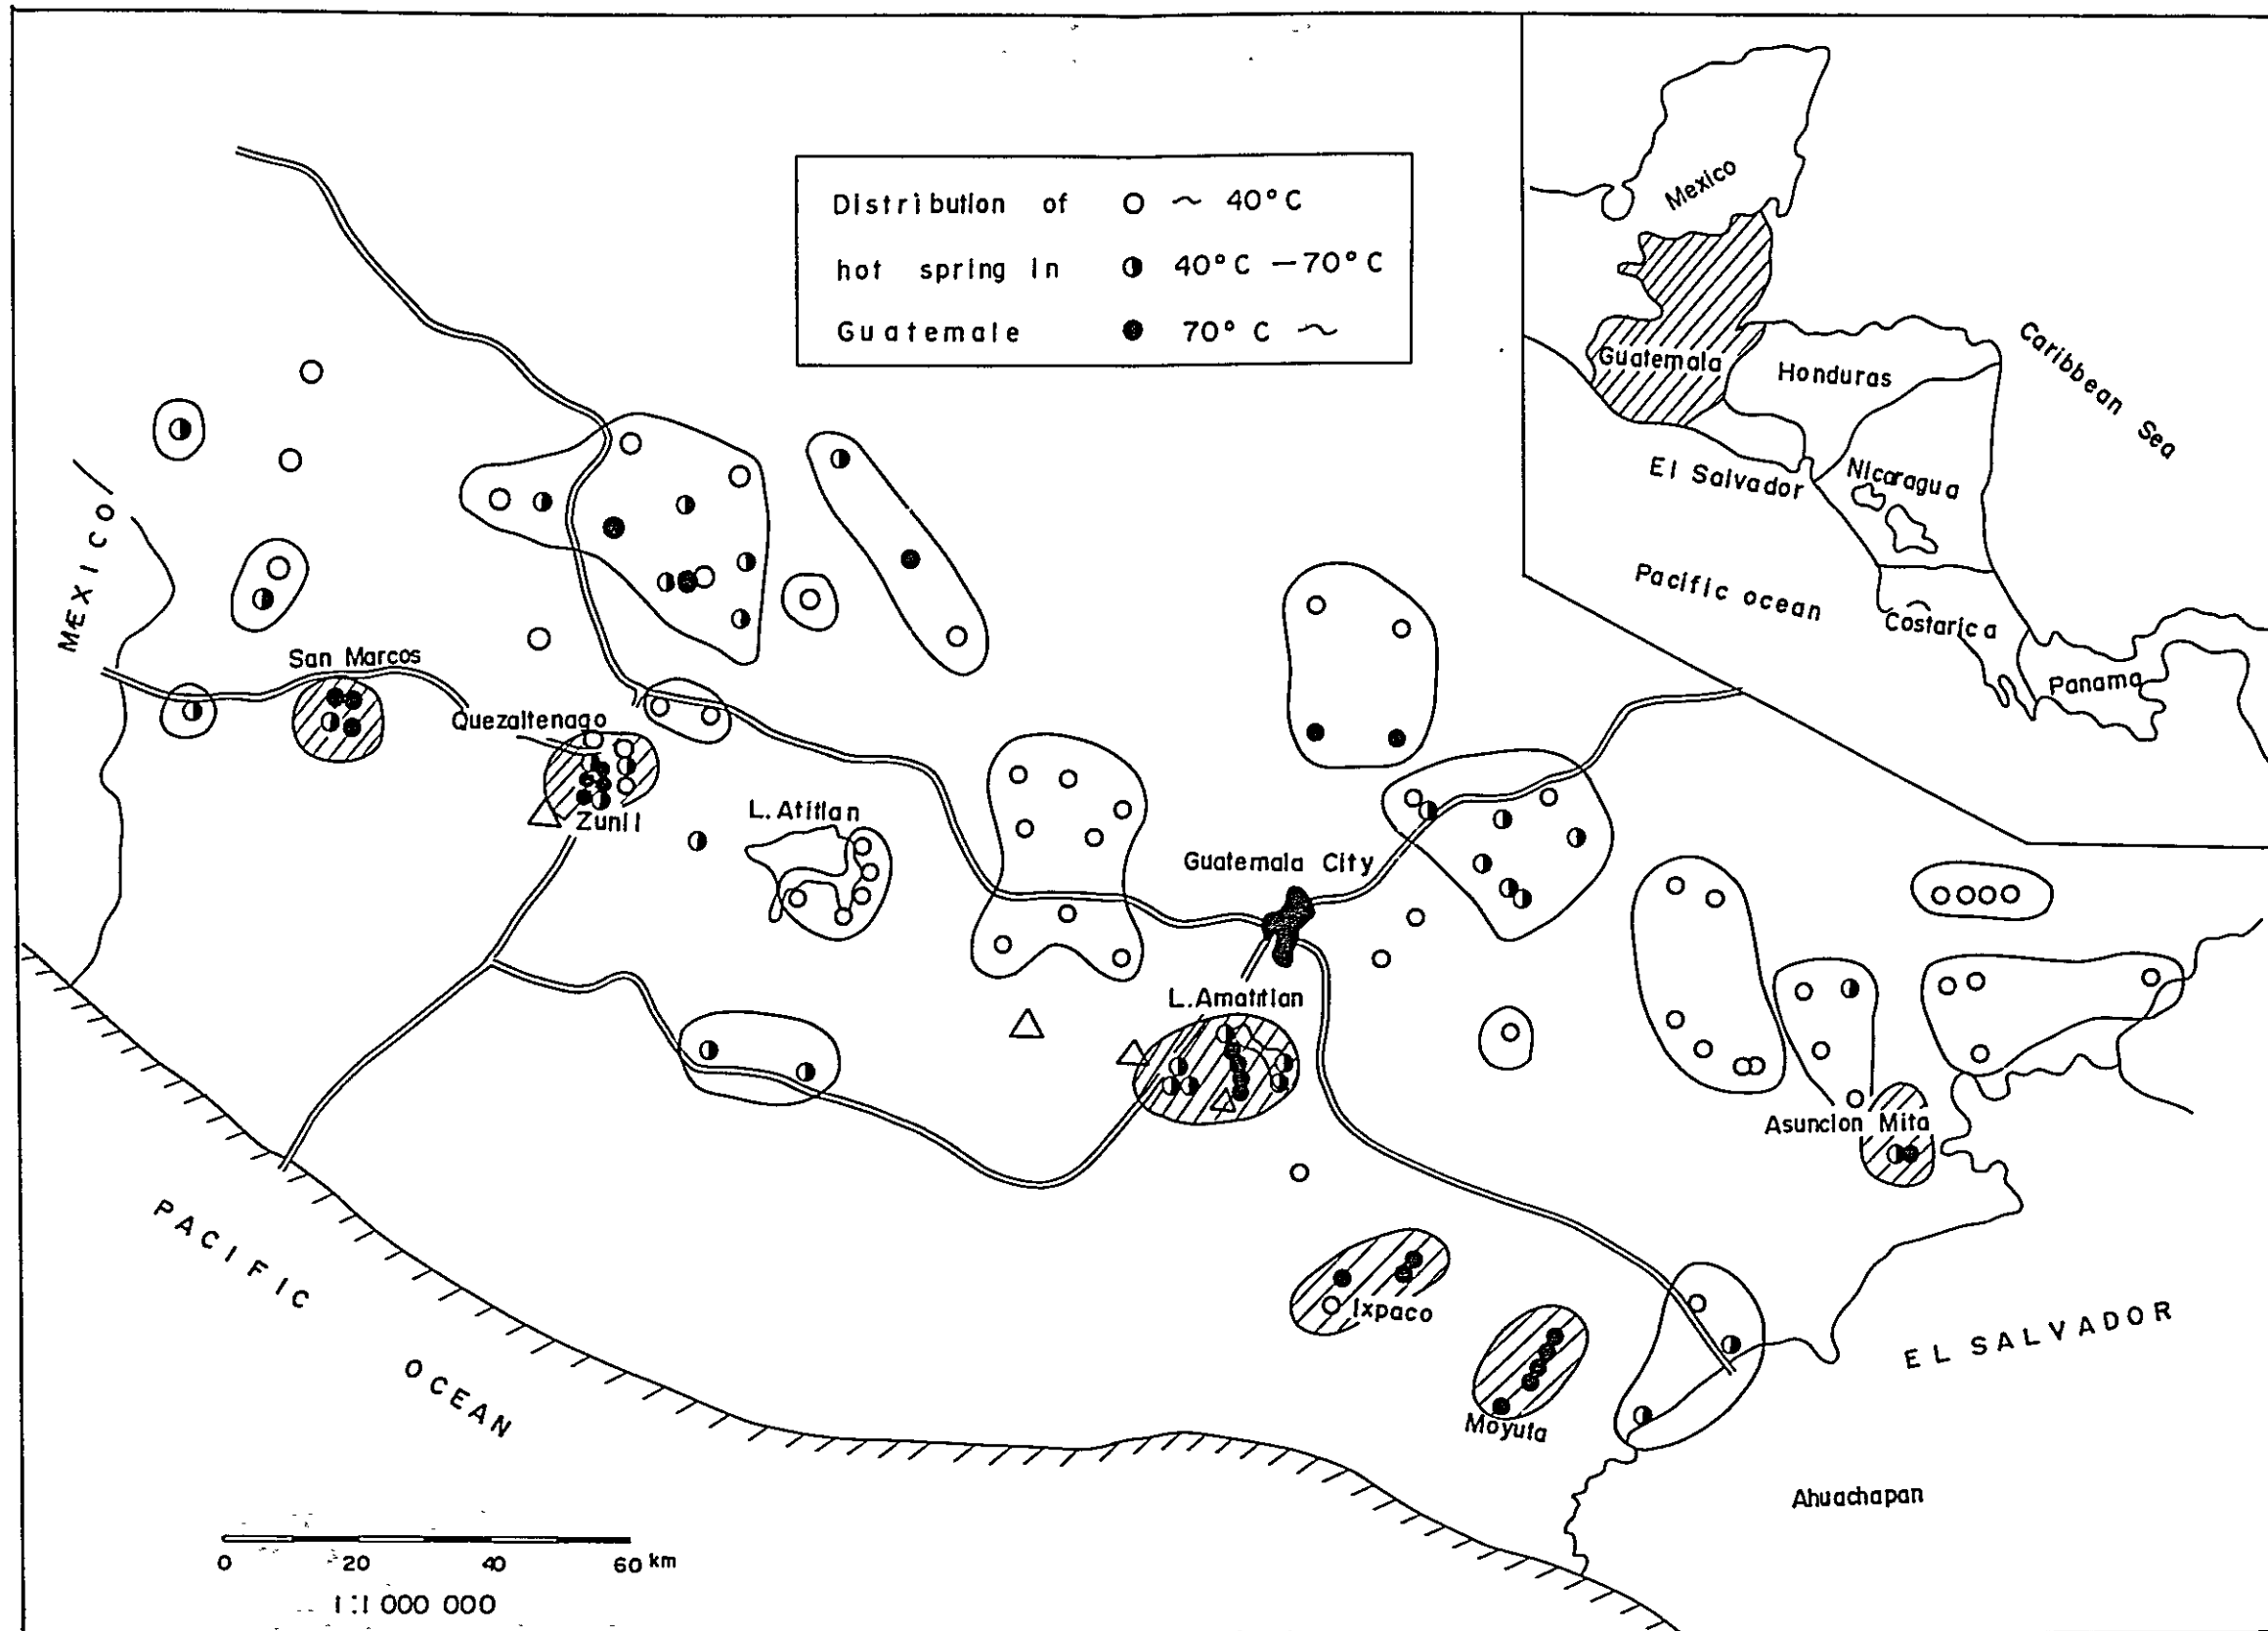 Distribution of ○ ~ 40°C
hot spring in ◑ 40°C —70°C
Guatemale ● 70°C ~
Mexico
Guatemala
Honduras
Caribbean Sea
El Salvador
Nicaragua
Pacific ocean
Costarica
Panama
MEXICO
San Marcos
Quezaltenago
Zunil
L. Atitlan
Guatemala City
L. Amatitlan
Asuncion Mita
Ixpaco
Moyuta
EL SALVADOR
Ahuachapan
PACIFIC
OCEAN
0 20 40 60 km
1:1 000 000